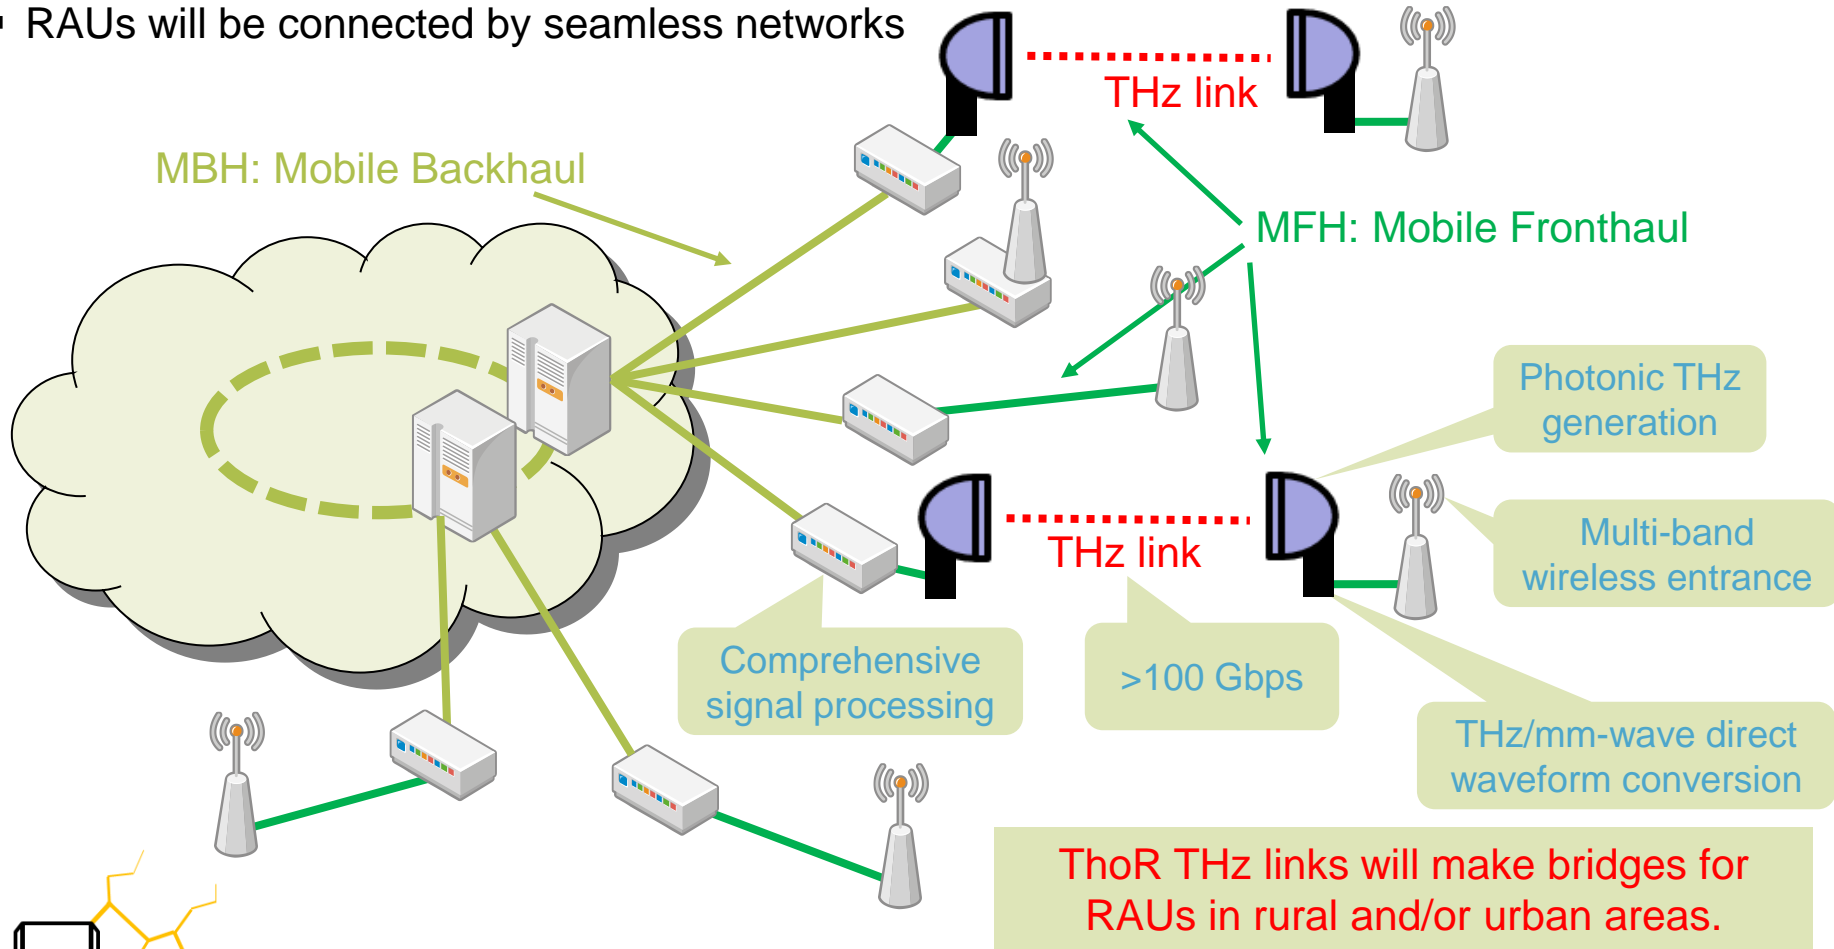 ▪ RAUs will be connected by seamless networks
THz link
MBH: Mobile Backhaul
MFH: Mobile Fronthaul
Photonic THz
generation
Multi-band
wireless entrance
THz link
Comprehensive
signal processing
>100 Gbps
THz/mm-wave direct
waveform conversion
ThoR THz links will make bridges for
RAUs in rural and/or urban areas.